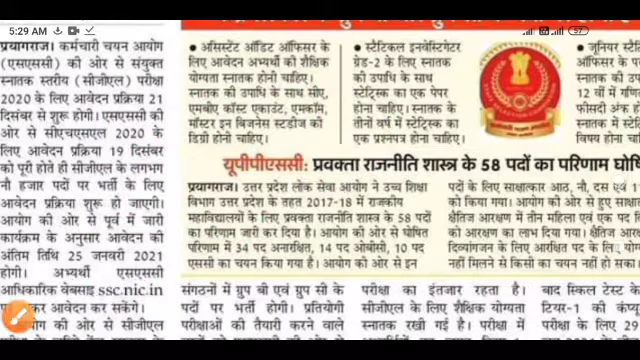 5:29 AM
57
प्रयागराज। कर्मचारी चयन आयोग
(एसएससी) की ओर से संयुक्त
स्नातक स्तरीय (सीजीएल) परीक्षा
2020 के लिए आवेदन प्रक्रिया 21
दिसंबर से शुरू होगी। एसएससी की
ओर से सीएचएसएल 2020 के
लिए आवेदन प्रक्रिया 19 दिसंबर
को पूरी होते ही सीजीएल के लगभग
नौ हजार पदों पर भर्ती के लिए
आवेदन प्रक्रिया शुरू हो जाएगी।
आयोग की ओर से पूर्व में जारी
कार्यक्रम के अनुसार आवेदन की
अंतिम तिथि 25 जनवरी 2021
होगी। अभ्यर्थी एसएससी
आधिकारिक वेबसाइट ssc.nic.in
कर आवेदन कर सकेंगे।
की ओर से सीजीएल
● असिस्टेंट ऑडिट ऑफिसर के
लिए आवेदन अभ्यर्थी की शैक्षिक
योग्यता स्नातक होनी चाहिए।
स्नातक की उपाधि के साथ सीए,
एमबीए कॉस्ट एकाउंट, एमकॉम,
मॉस्टर इन बिजनेस स्टडीज की
डिग्री होनी चाहिए।
● स्टैटिकल इनवेस्टिगेटर
ग्रेड-2 के लिए स्नातक
की उपाधि के साथ
स्टेट्रिस्क का एक पेपर
होना चाहिए। स्नातक के
तीनों वर्ष में स्टेट्रिस्क का
एक प्रश्नपत्र होना चाहिए।
● जूनियर
ऑफिसर के
स्नातक की
12 वीं में
फीसदी अंक
स्नातक में
विषय होना
यूपीपीएससी: प्रवक्ता राजनीति शास्त्र के 58 पदों का परिणाम
प्रयागराज। उत्तर प्रदेश लोक सेवा आयोग ने उच्च शिक्षा
विभाग उत्तर प्रदेश के तहत 2017-18 में राजकीय
महाविद्यालयों के लिए प्रवक्ता राजनीति शास्त्र के 58 पदों
का परिणाम जारी कर दिया है। आयोग की ओर से घोषित
परिणाम में 34 पद अनारक्षित, 14 पद ओबीसी, 10 पद
एससी का चयन किया गया है। आयोग की ओर से इन
पदों के लिए साक्षात्कार आठ, नौ, दस एवं
को किया गया। आयोग की ओर से हुए
क्षैतिज आरक्षण में तीन महिला एवं एक पद
को आरक्षण का लाभ दिया गया। क्षैतिज
दिव्यांगजन के लिए आरक्षित पद के लिए
नहीं मिलने से किसी का चयन नहीं हो सका।
संगठनों में ग्रुप बी एवं ग्रुप सी के
पदों पर भर्ती होगी। प्रतियोगी
परीक्षाओं की तैयारी करने वाले
परीक्षा का इंतजार रहता है।
सीजीएल के लिए शैक्षिक योग्यता
स्नातक रखी गई है। परीक्षा में
बाद स्किल टेस्ट के
टियर-1 की
परीक्षा के लिए 29